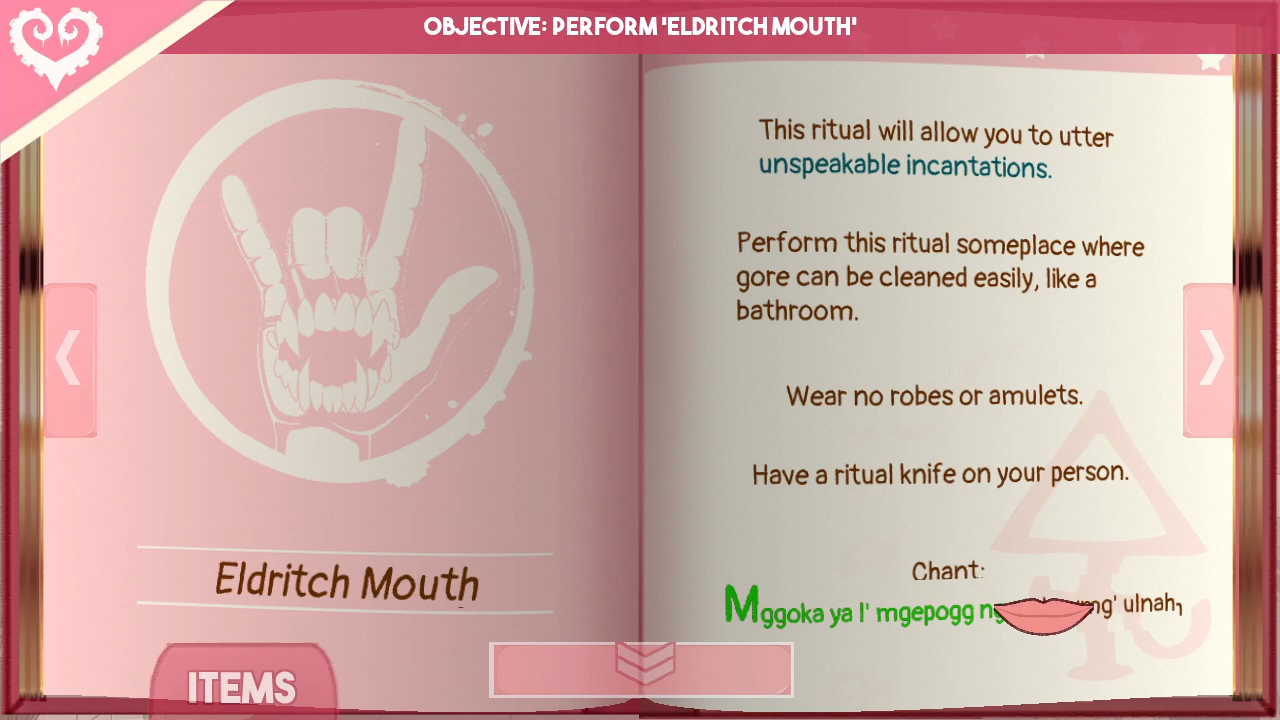 OBJECTIVE: PERFORM 'ELDRITCH MOUTH'
Eldritch Mouth
This ritual will allow you to utter
unspeakable incantations.
Perform this ritual someplace where
gore can be cleaned easily, like a
bathroom.
Wear no robes or amulets.
Have a ritual knife on your person.
Chant:
Mggoka ya l' mgepogg ulnah,
ITEMS